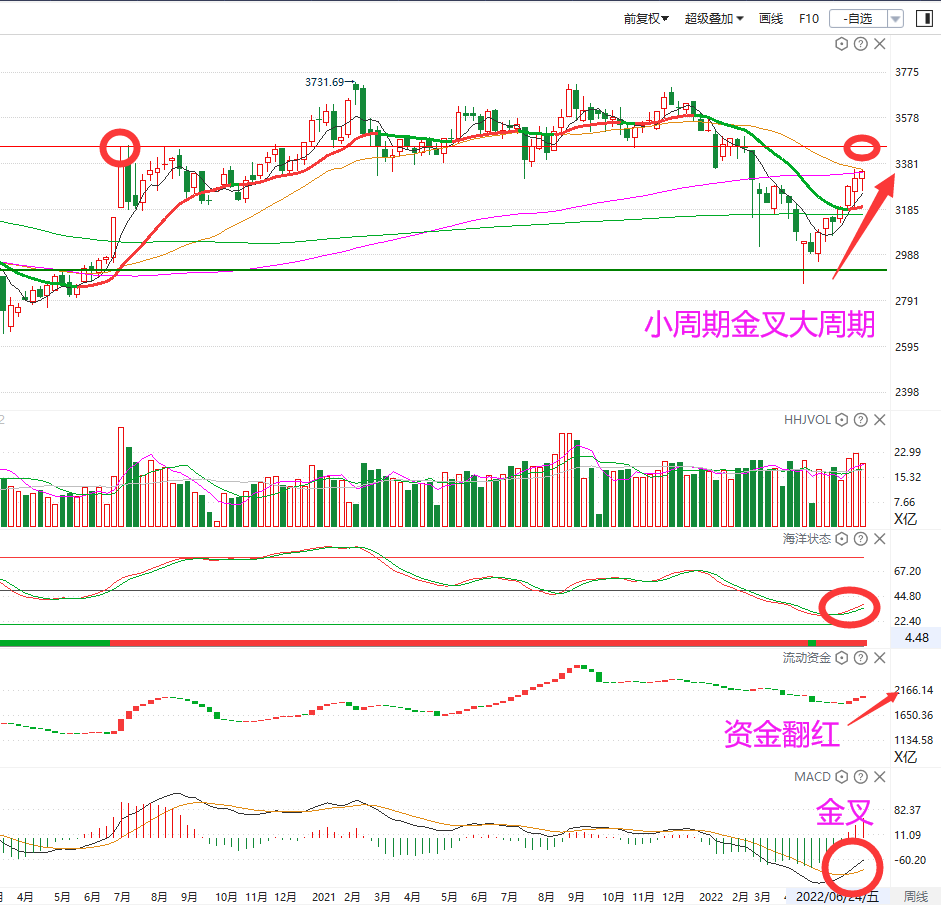 前复权 超级叠加 画线 F10 -自选
3775
3731.69
3578
3381
3185
2988
小周期金叉大周期
2791
2595
2398
2 HHJVOL
22.99
15.32
7.66
X亿
海洋状态
67.20
44.80
22.40
4.48
流动资金
2166.14
资金翻红
1650.36
1134.58
X亿
MACD
金叉
82.37
11.09
-60.20
4月 5月 6月 7月 8月 9月 10月 11月 12月 2021 2月 3月 4月 5月 6月 7月 8月 9月 10月 11月 12月 2022 2月 3月 2022/06/24/五 周线